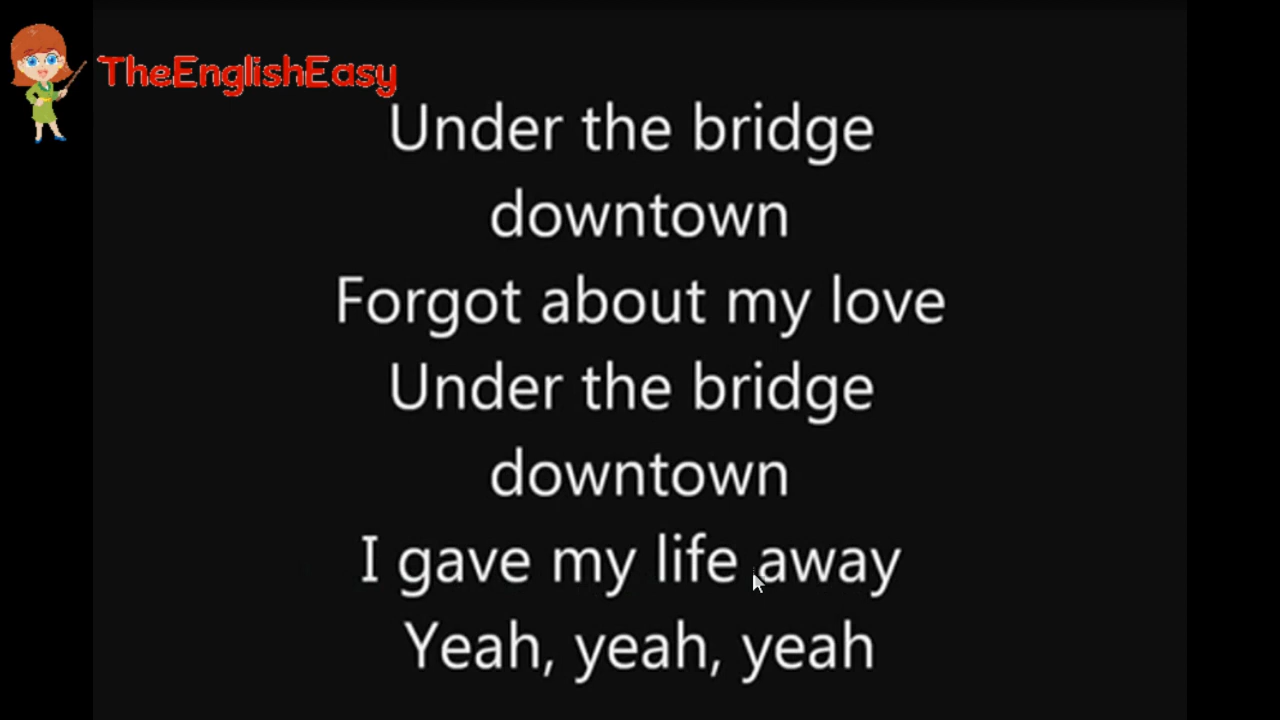 TheEnglishEasy
Under the bridge
downtown
Forgot about my love
Under the bridge
downtown
I gave my life away
Yeah, yeah, yeah